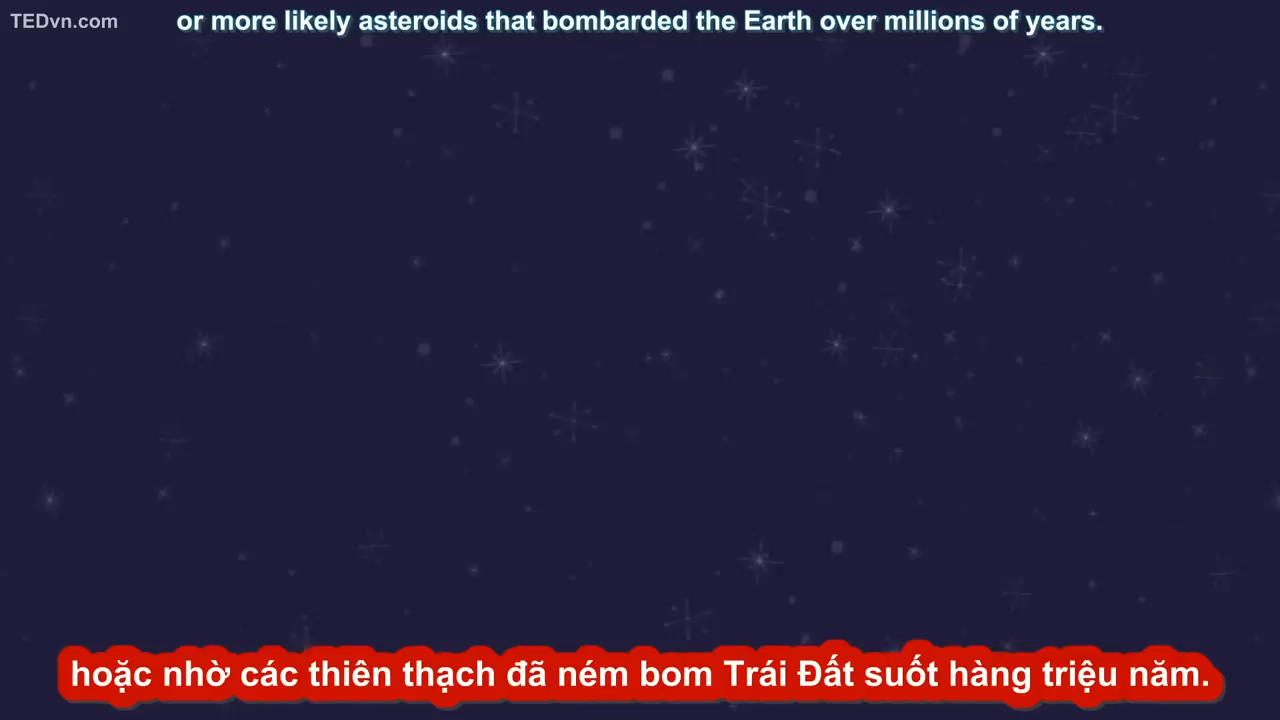 TEDvn.com
or more likely asteroids that bombarded the Earth over millions of years.
hoặc nhờ các thiên thạch đã ném bom Trái Đất suốt hàng triệu năm.